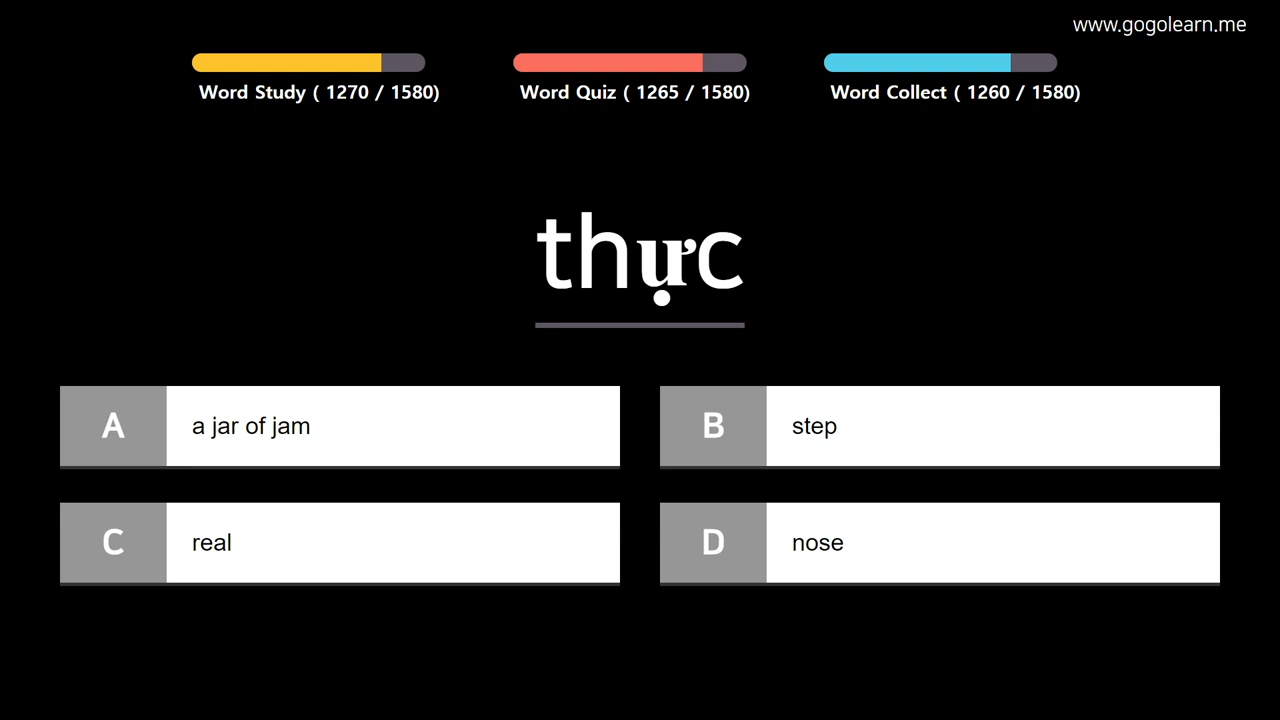 www.gogolearn.me
Word Study ( 1270 / 1580)
Word Quiz ( 1265 / 1580)
Word Collect ( 1260 / 1580)
thực
A a jar of jam
B step
C real
D nose